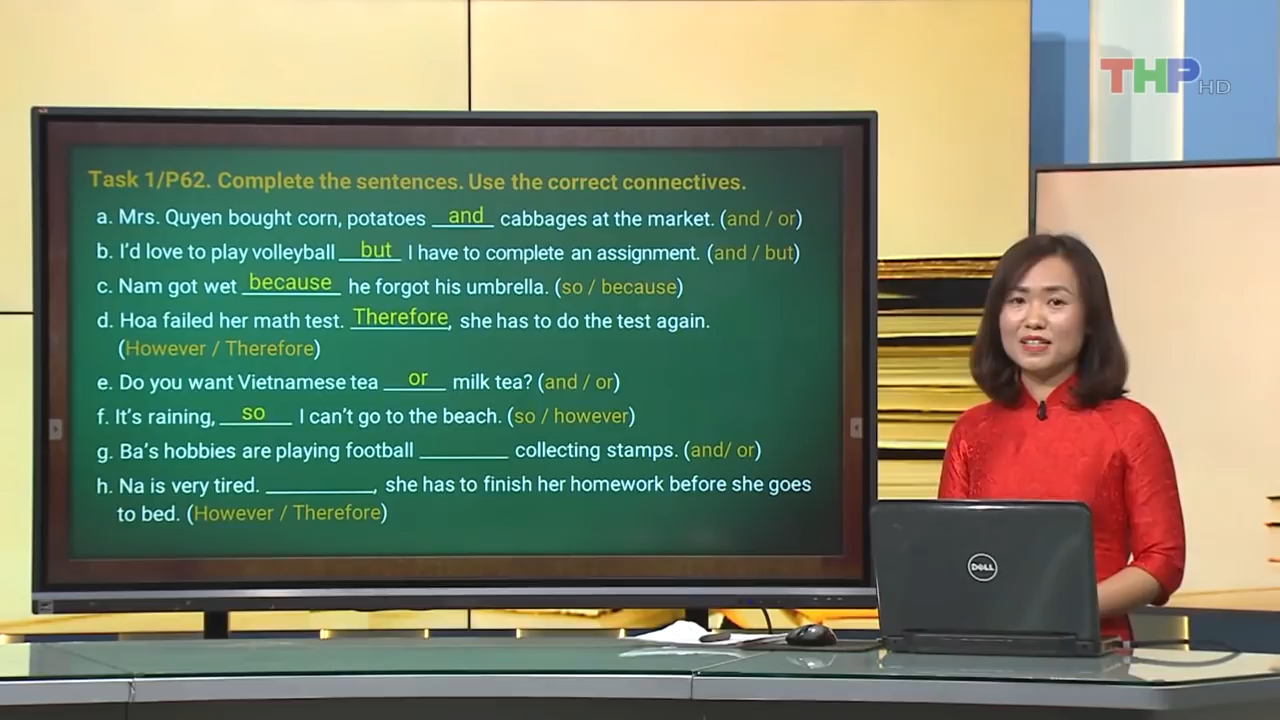 THP HD
Task 1/P62. Complete the sentences. Use the correct connectives.
a. Mrs. Quyen bought corn, potatoes and cabbages at the market. (and / or)
b. I'd love to play volleyball but I have to complete an assignment. (and / but)
c. Nam got wet because he forgot his umbrella. (so / because)
d. Hoa failed her math test. Therefore, she has to do the test again.
(However / Therefore)
e. Do you want Vietnamese tea or milk tea? (and / or)
f. It's raining, so I can't go to the beach. (so / however)
g. Ba's hobbies are playing football ________ collecting stamps. (and/ or)
h. Na is very tired. __________, she has to finish her homework before she goes
to bed. (However / Therefore)
DELL